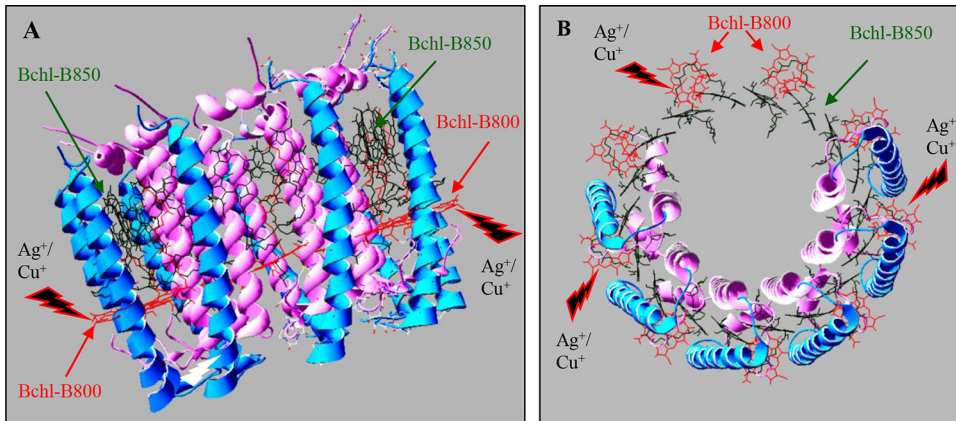 A
Bchl-B850
Bchl-B850
Bchl-B800
Ag⁺/
Cu⁺
Ag⁺/
Cu⁺
Bchl-B800
B
Bchl-B800
Bchl-B850
Ag⁺/
Cu⁺
Ag⁺/
Cu⁺
Ag⁺/
Cu⁺